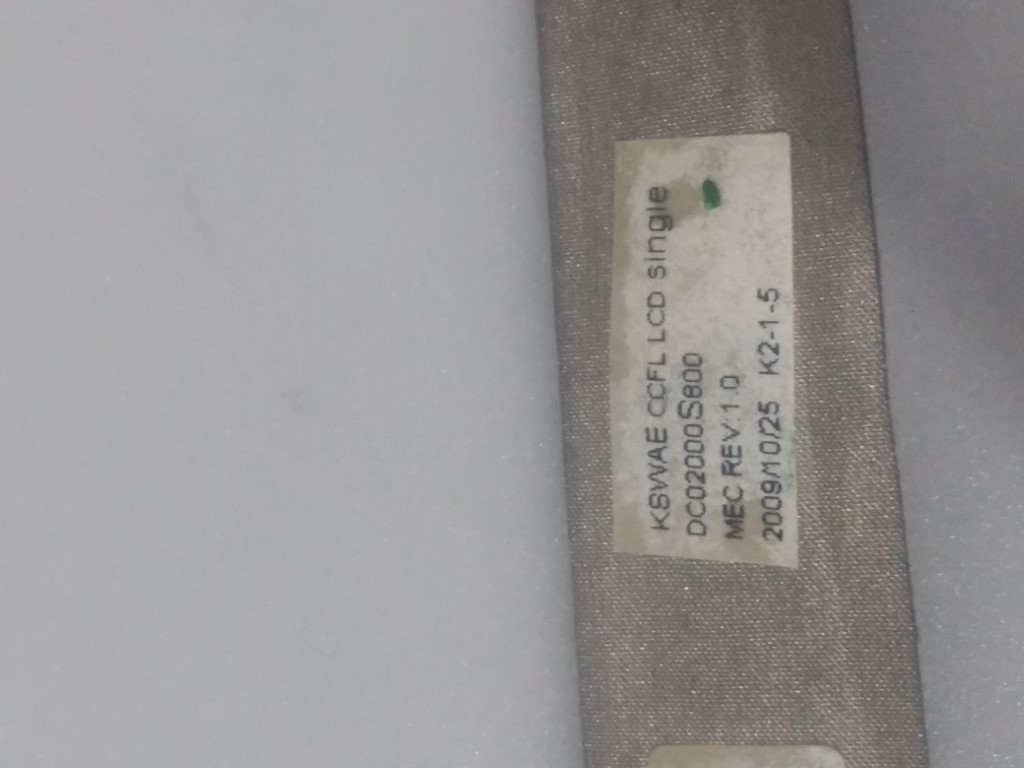 KSWAE CCFL LCD single
DC02000S800
MEC REV:1.0
2009/10/25 K2-1-5